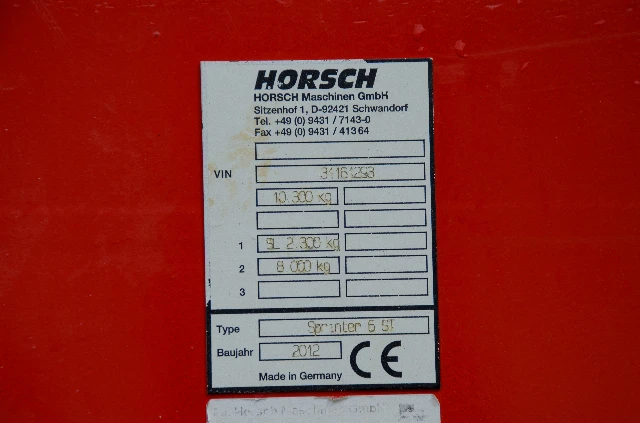 HORSCH
HORSCH Maschinen GmbH
Sitzenhof 1, D-92421 Schwandorf
Tel. +49 (0) 9431 / 7143-0
Fax +49 (0) 9431 / 41364
VIN 31161293
10.300 kg
1 SL 2.300 kg
2 8 000 kg
3
Type Sprinter 6 ST
Baujahr 2012 CE
Made in Germany